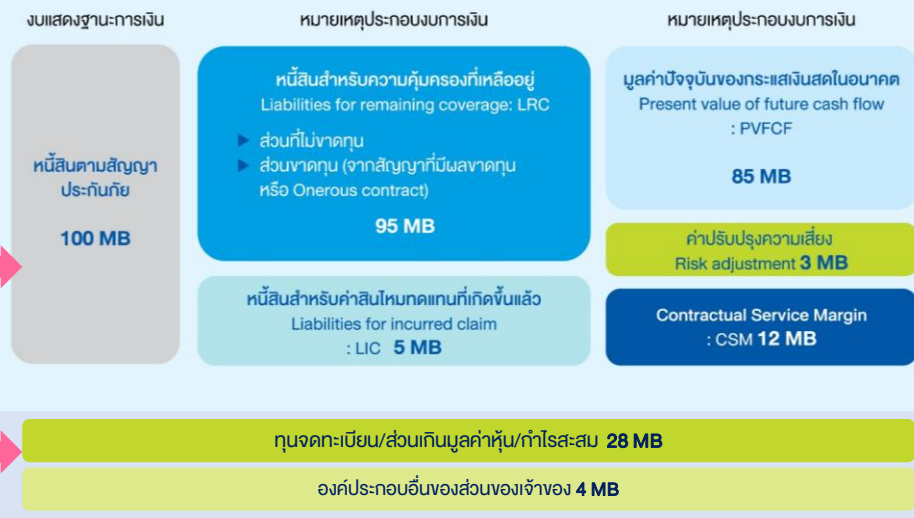 งบแสดงฐานะการเงิน
หมายเหตุประกอบงบการเงิน
หมายเหตุประกอบงบการเงิน
หนี้สินตามสัญญา
ประกันภัย
100 MB
หนี้สินสำหรับความคุ้มครองที่เหลืออยู่
Liabilities for remaining coverage: LRC
ส่วนที่ไม่ขาดทุน
ส่วนขาดทุน (จากสัญญาที่มีผลขาดทุน
หรือ Onerous contract)
95 MB
หนี้สินสำหรับค่าสินไหมทดแทนที่เกิดขึ้นแล้ว
Liabilities for incurred claim
: LIC 5 MB
มูลค่าปัจจุบันของกระแสเงินสดในอนาคต
Present value of future cash flow
: PVFCF
85 MB
ค่าปรับปรุงความเสี่ยง
Risk adjustment 3 MB
Contractual Service Margin
: CSM 12 MB
ทุนจดทะเบียน/ส่วนเกินมูลค่าหุ้น/กำไรสะสม 28 MB
องค์ประกอบอื่นของส่วนของเจ้าของ 4 MB